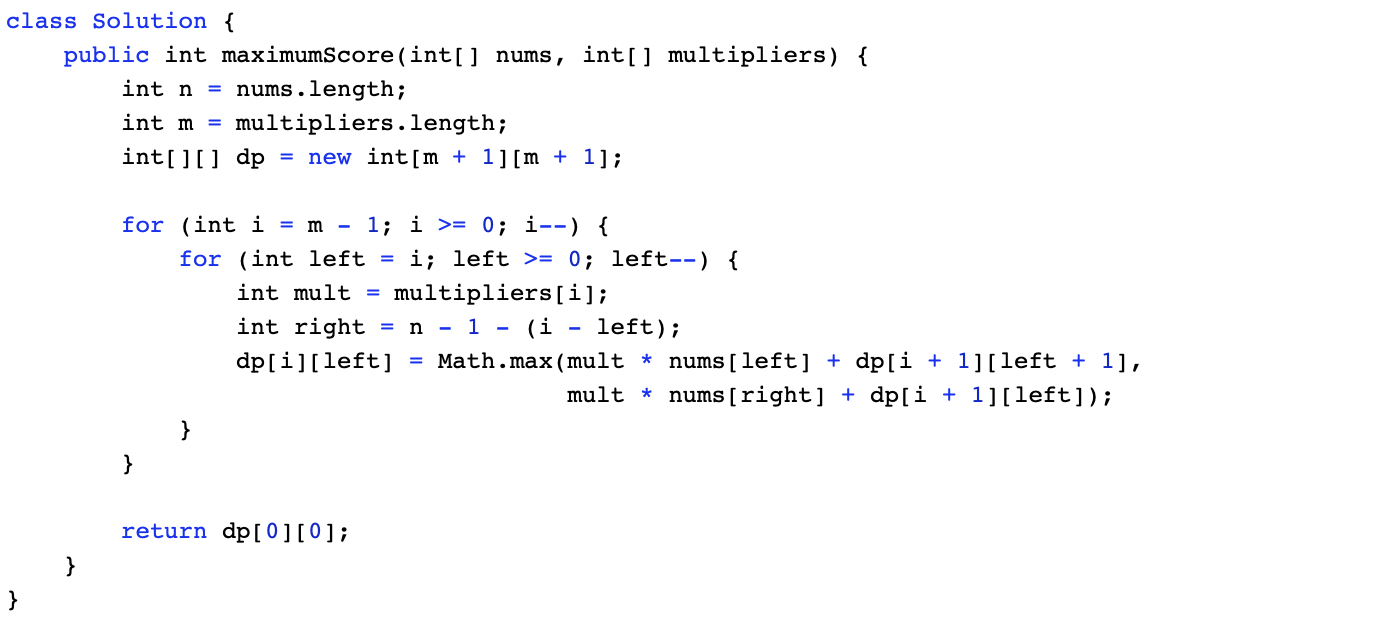 class Solution {
    public int maximumScore(int[] nums, int[] multipliers) {
        int n = nums.length;
        int m = multipliers.length;
        int[][] dp = new int[m + 1][m + 1];

        for (int i = m - 1; i >= 0; i--) {
            for (int left = i; left >= 0; left--) {
                int mult = multipliers[i];
                int right = n - 1 - (i - left);
                dp[i][left] = Math.max(mult * nums[left] + dp[i + 1][left + 1],
                                       mult * nums[right] + dp[i + 1][left]);
            }
        }

        return dp[0][0];
    }
}